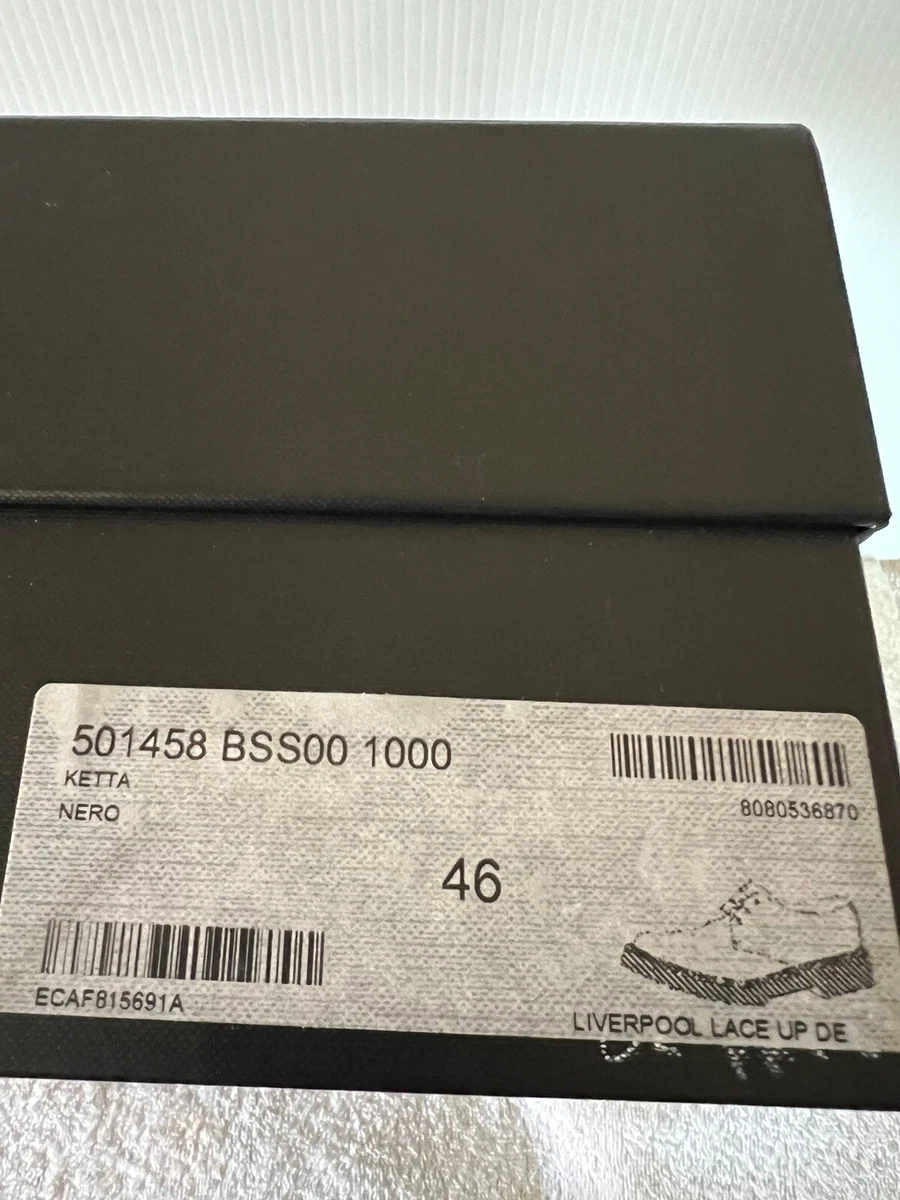 501458 BSS00 1000
KETTA
NERO
8080536870
46
ECAF815691A
LIVERPOOL LACE UP DE